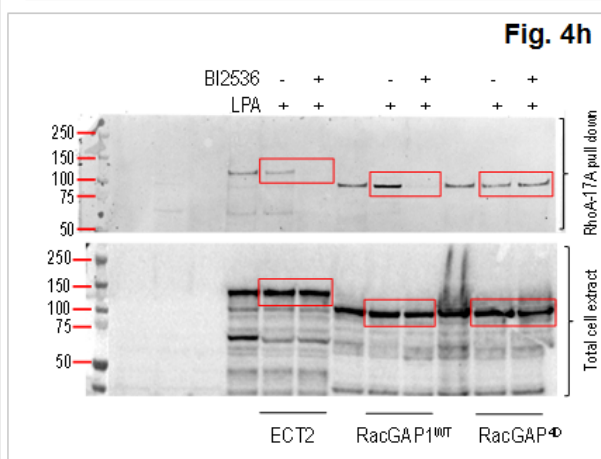 Fig. 4h
BI2536 - + - + - +
LPA + + + + + +
250
150
100
75
50
RhoA-17A pull down
250
150
100
75
50
Total cell extract
ECT2 RacGAP1WT RacGAP4D